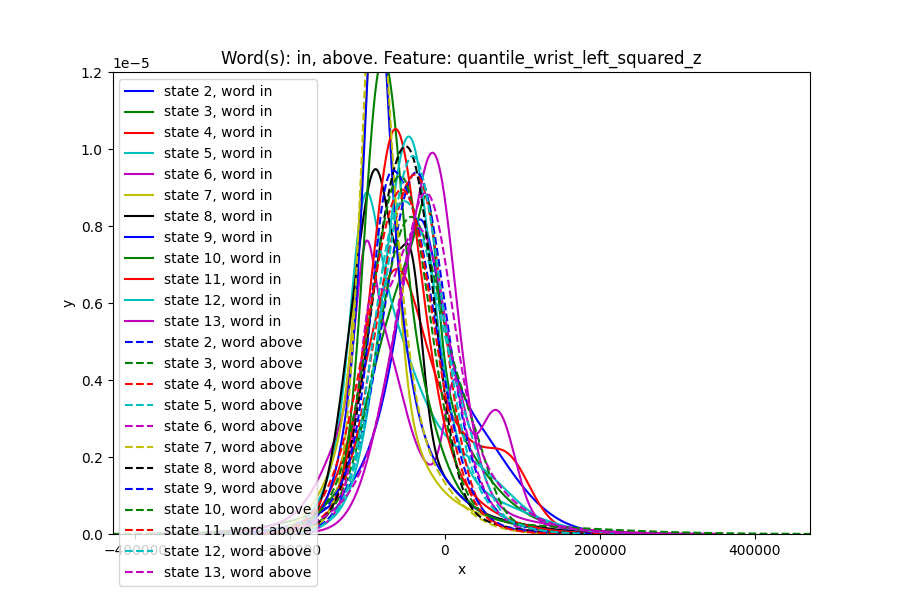 Word(s): in, above. Feature: quantile_wrist_left_squared_z
1e−5
1.2
1.0
0.8
0.6
0.4
0.2
0.0
y
state 2, word in
state 3, word in
state 4, word in
state 5, word in
state 6, word in
state 7, word in
state 8, word in
state 9, word in
state 10, word in
state 11, word in
state 12, word in
state 13, word in
state 2, word above
state 3, word above
state 4, word above
state 5, word above
state 6, word above
state 7, word above
state 8, word above
state 9, word above
state 10, word above
state 11, word above
state 12, word above
state 13, word above
−400000 0 200000 400000
x